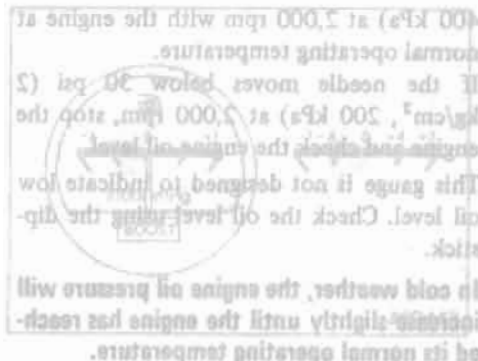 400 kPa) at 2,000 rpm with the engine at
normal operating temperature.
If the needle moves below 30 psi (2
kg/cm², 200 kPa) at 2,000 rpm, stop the
engine and check the engine oil level.
This gauge is not designed to indicate low
oil level. Check the oil level using the dip-
stick.
In cold weather, the engine oil pressure will
increase slightly until the engine has reach-
ed its normal operating temperature.
BOOST